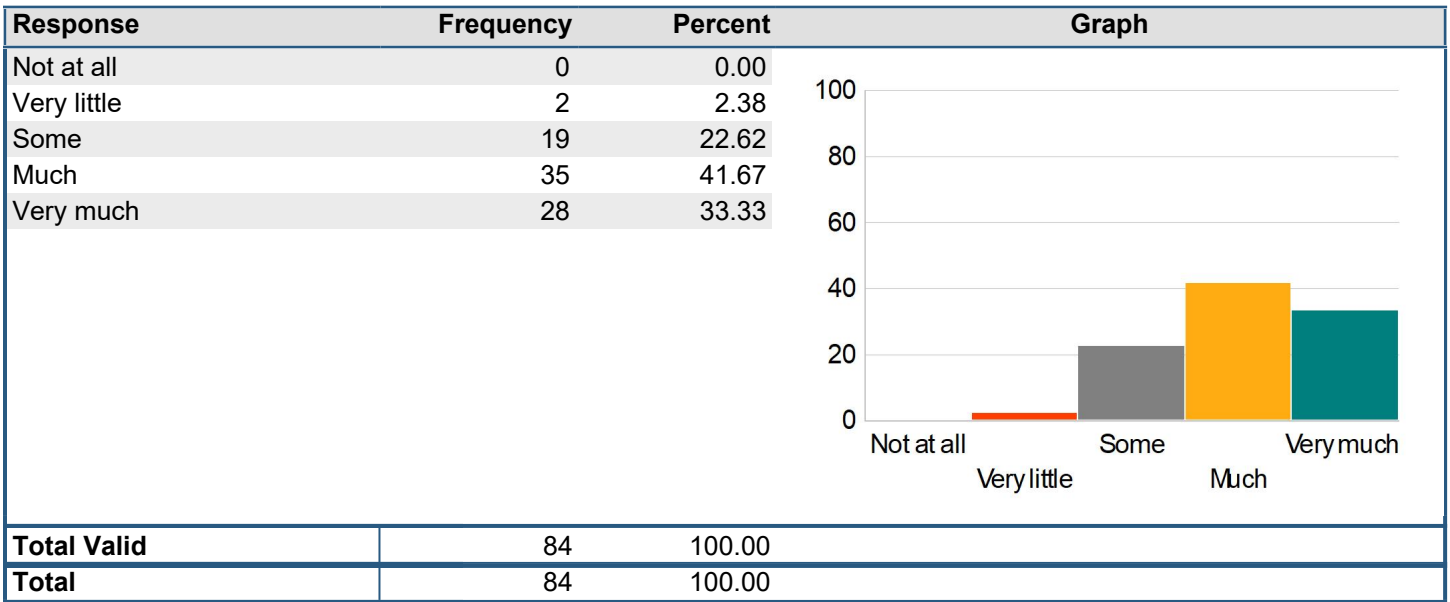 Response Frequency Percent Graph
Not at all 0 0.00
Very little 2 2.38
Some 19 22.62
Much 35 41.67
Very much 28 33.33
100
80
60
40
20
0
Not at all Some Very much
Very little Much
Total Valid 84 100.00
Total 84 100.00